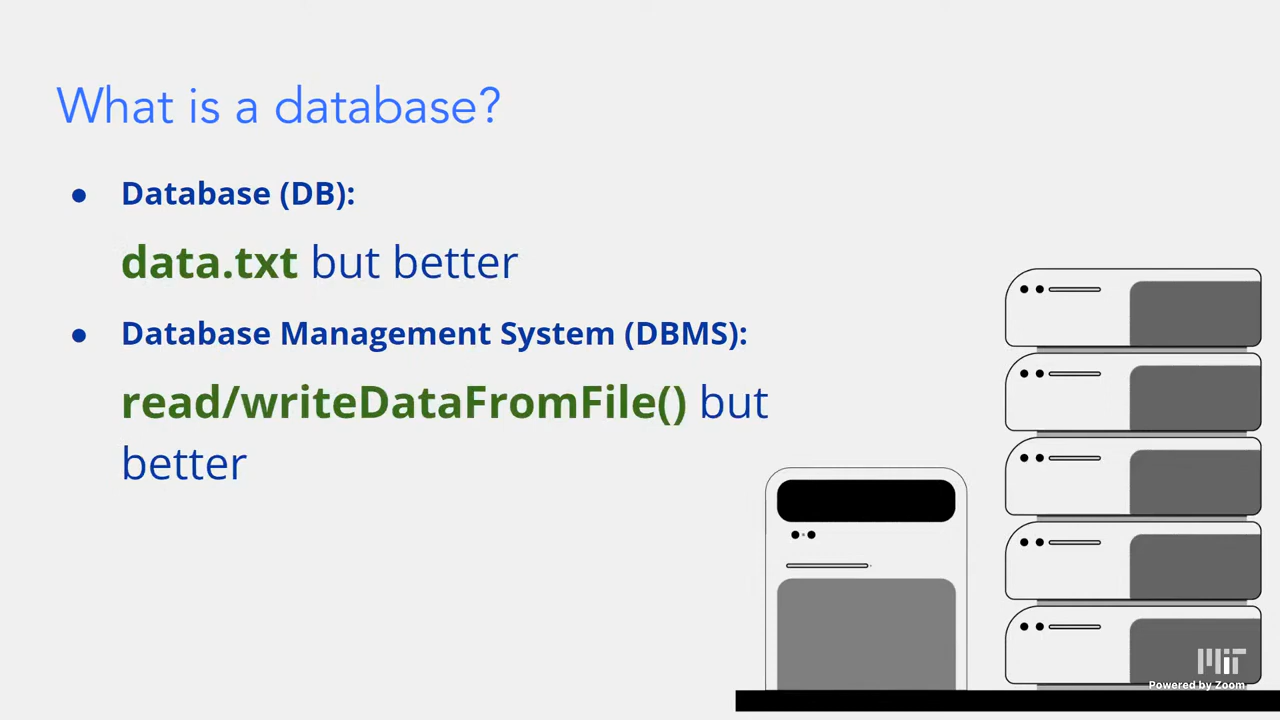 What is a database?
● Database (DB):
data.txt but better
● Database Management System (DBMS):
read/writeDataFromFile() but
better
MIT
Powered by Zoom